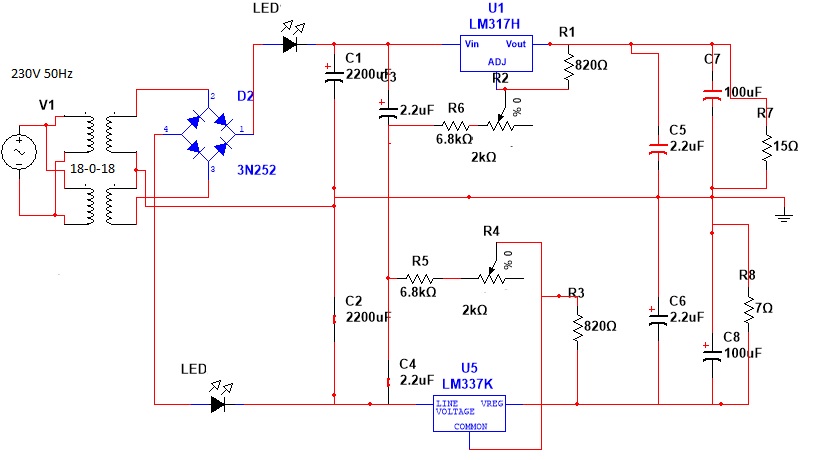 LED
U1
LM317H
Vin Vout
ADJ
R1
820Ω
C1
2200uF
C3
2.2uF
230V 50Hz
V1
D2
2
4
1
3
3N252
18-0-18
R2
R6
6.8kΩ
0 %
2kΩ
C7
100uF
C5
2.2uF
R7
15Ω
R4
R5
6.8kΩ
0 %
2kΩ
R3
820Ω
C2
2200uF
C6
2.2uF
R8
7Ω
C8
100uF
LED
C4
2.2uF
U5
LM337K
LINE VREG
VOLTAGE
COMMON